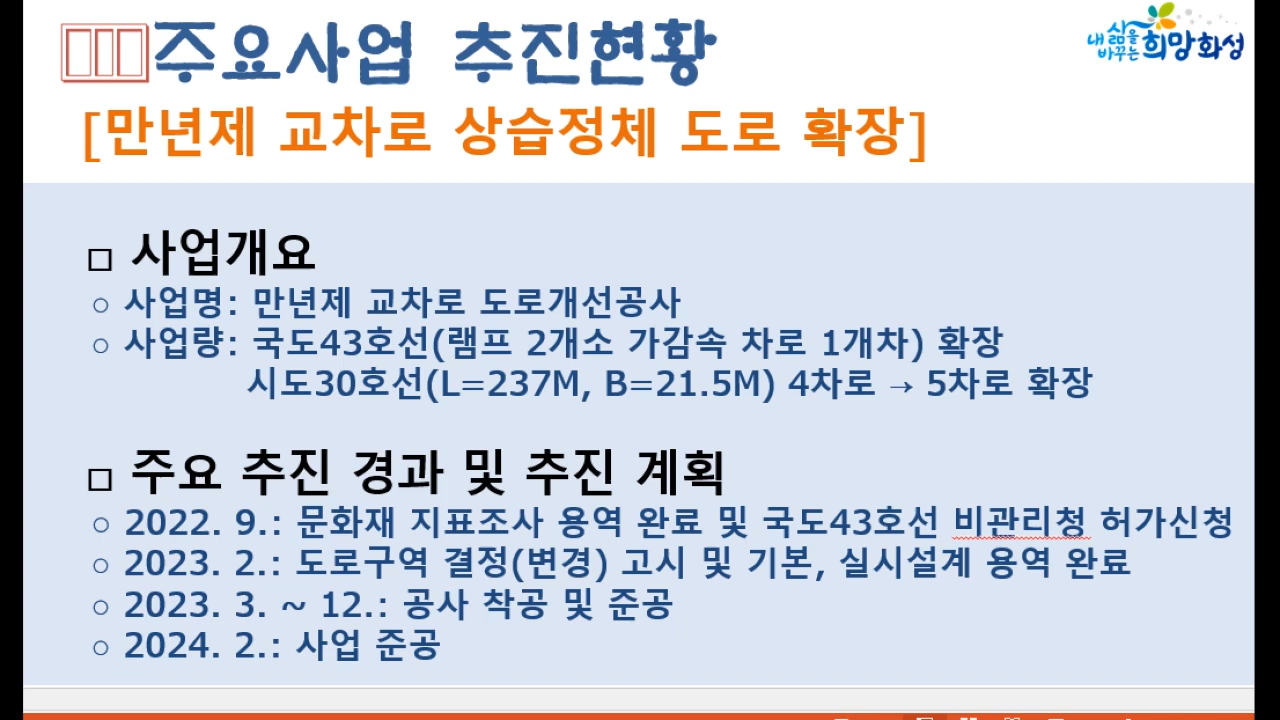 □□□주요사업 추진현황
내 삶을 바꾸는 희망화성
[만년제 교차로 상습정체 도로 확장]
□ 사업개요
○ 사업명: 만년제 교차로 도로개선공사
○ 사업량: 국도43호선(램프 2개소 가감속 차로 1개차) 확장
시도30호선(L=237M, B=21.5M) 4차로 → 5차로 확장
□ 주요 추진 경과 및 추진 계획
○ 2022. 9.: 문화재 지표조사 용역 완료 및 국도43호선 비관리청 허가신청
○ 2023. 2.: 도로구역 결정(변경) 고시 및 기본, 실시설계 용역 완료
○ 2023. 3. ~ 12.: 공사 착공 및 준공
○ 2024. 2.: 사업 준공